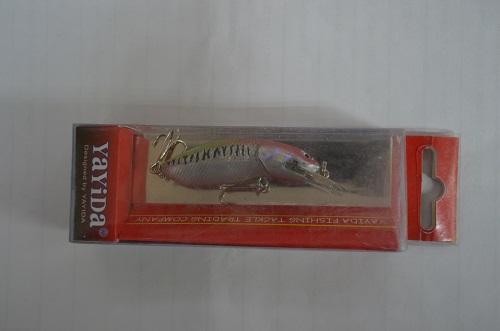 YAYIDA
Designed by YAYIDA
YAYIDA FISHING TACKLE TRADING COMPANY